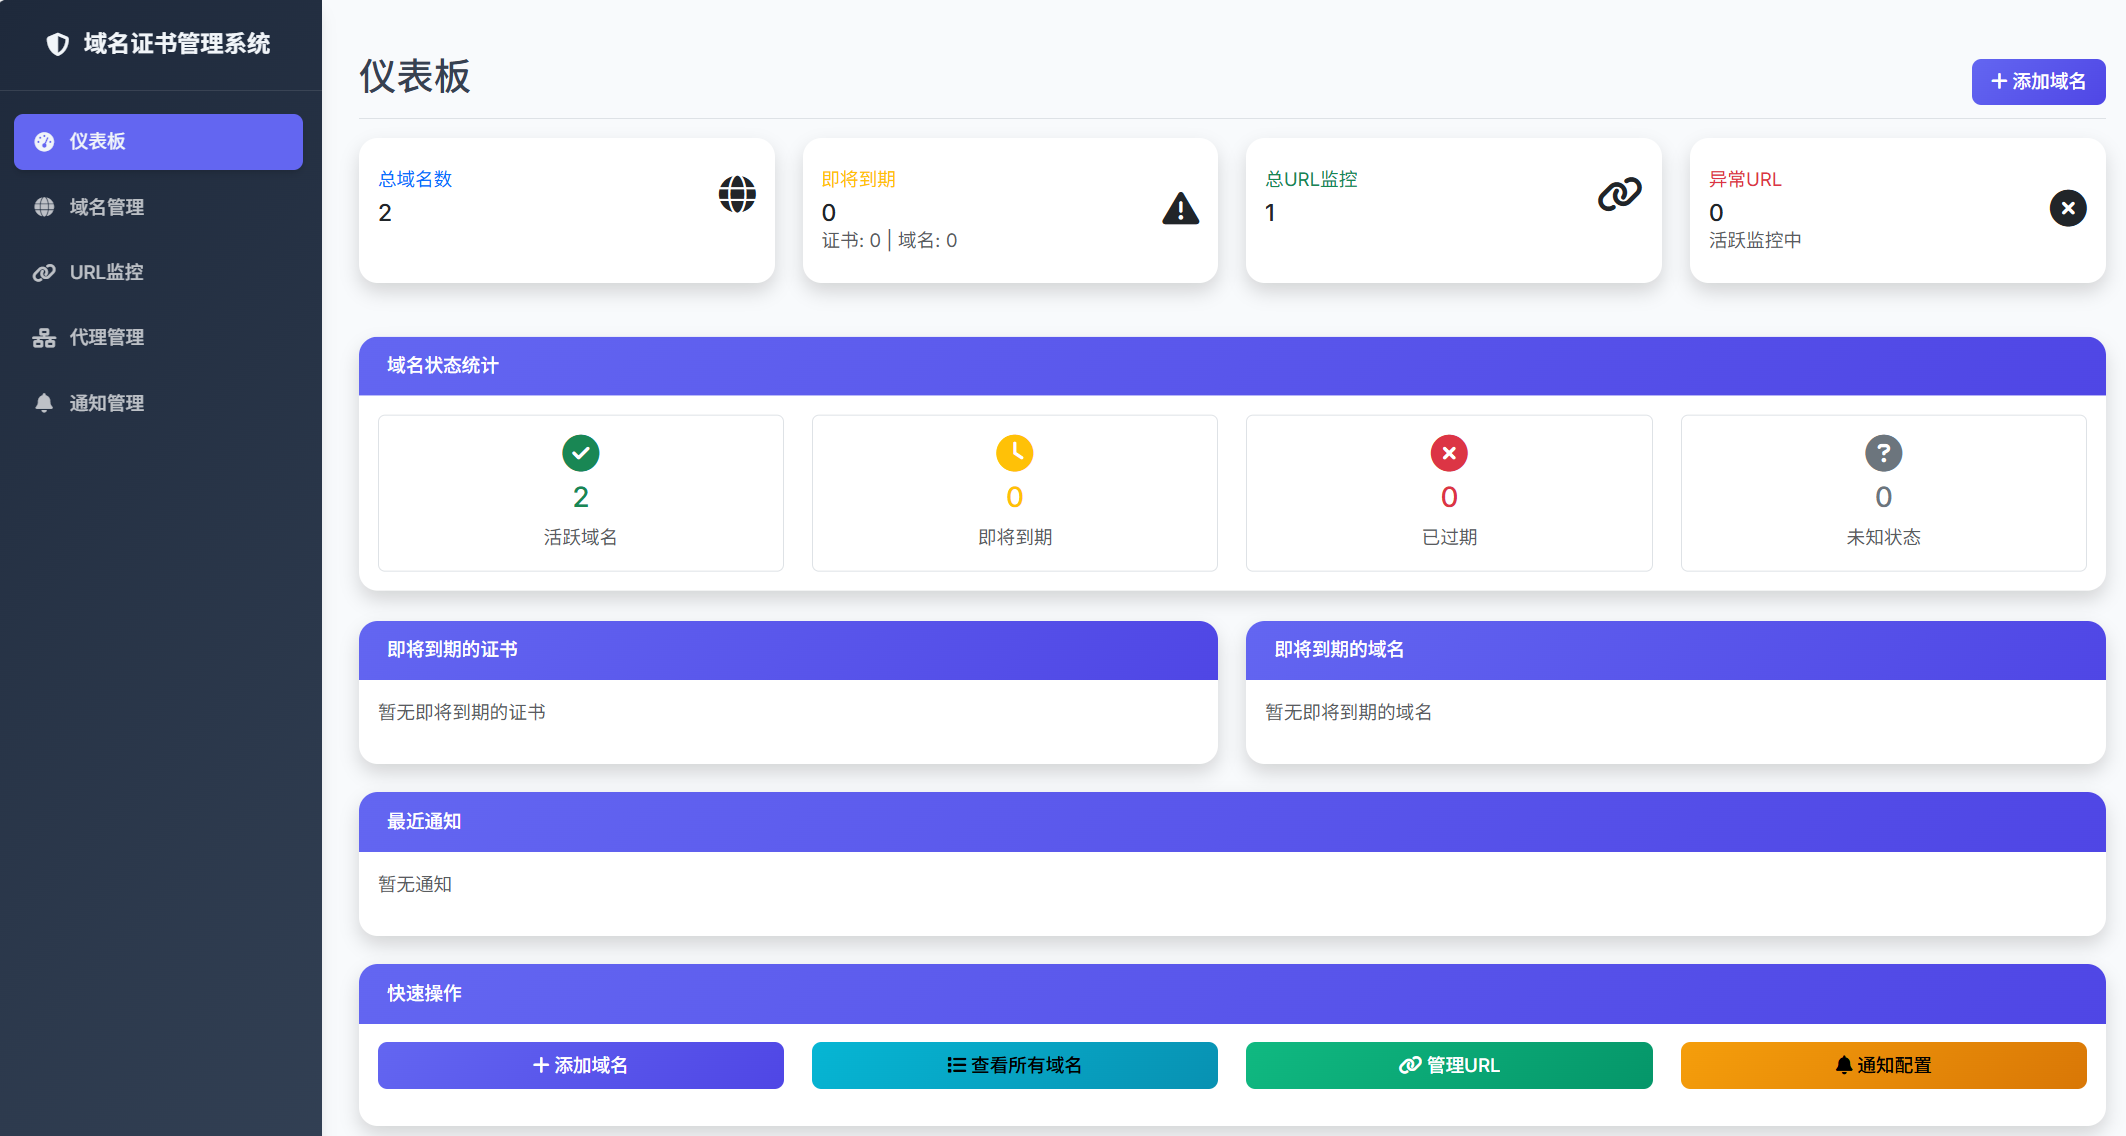 域名证书管理系统
仪表板
域名管理
URL监控
代理管理
通知管理
仪表板
添加域名
总域名数
2
即将到期
0
证书: 0 | 域名: 0
总URL监控
1
异常URL
0
活跃监控中
域名状态统计
2
活跃域名
0
即将到期
0
已过期
0
未知状态
即将到期的证书
暂无即将到期的证书
即将到期的域名
暂无即将到期的域名
最近通知
暂无通知
快速操作
添加域名
查看所有域名
管理URL
通知配置